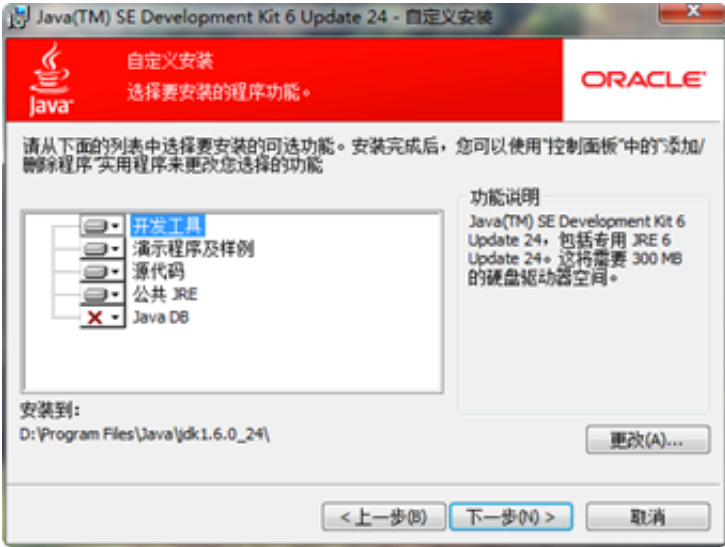 Java(TM) SE Development Kit 6 Update 24 - 自定义安装
Java
自定义安装
选择要安装的程序功能。
ORACLE
请从下面的列表中选择要安装的可选功能。安装完成后，您可以使用"控制面板"中的"添加/
删除程序"实用程序来更改您选择的功能
开发工具
演示程序及样例
源代码
公共 JRE
Java DB
功能说明
Java(TM) SE Development Kit 6
Update 24，包括专用 JRE 6
Update 24。这将需要 300 MB
的硬盘驱动器空间。
安装到：
D:\Program Files\Java\jdk1.6.0_24\
更改(A)...
<上一步(B)
下一步(N) >
取消